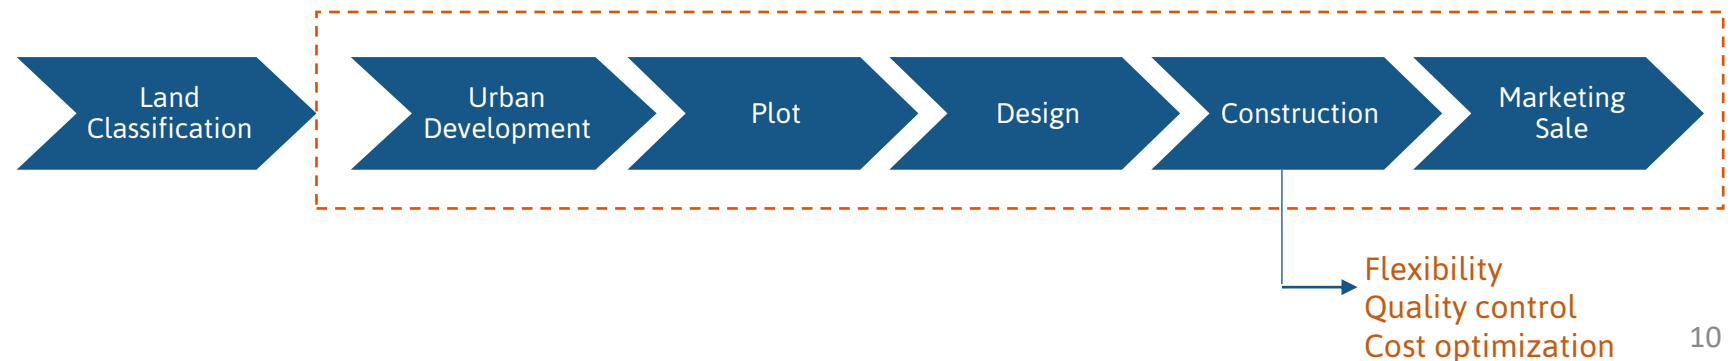 Land
Classification
Urban
Development
Plot
Design
Construction
Marketing
Sale
Flexibility
Quality control
Cost optimization
10